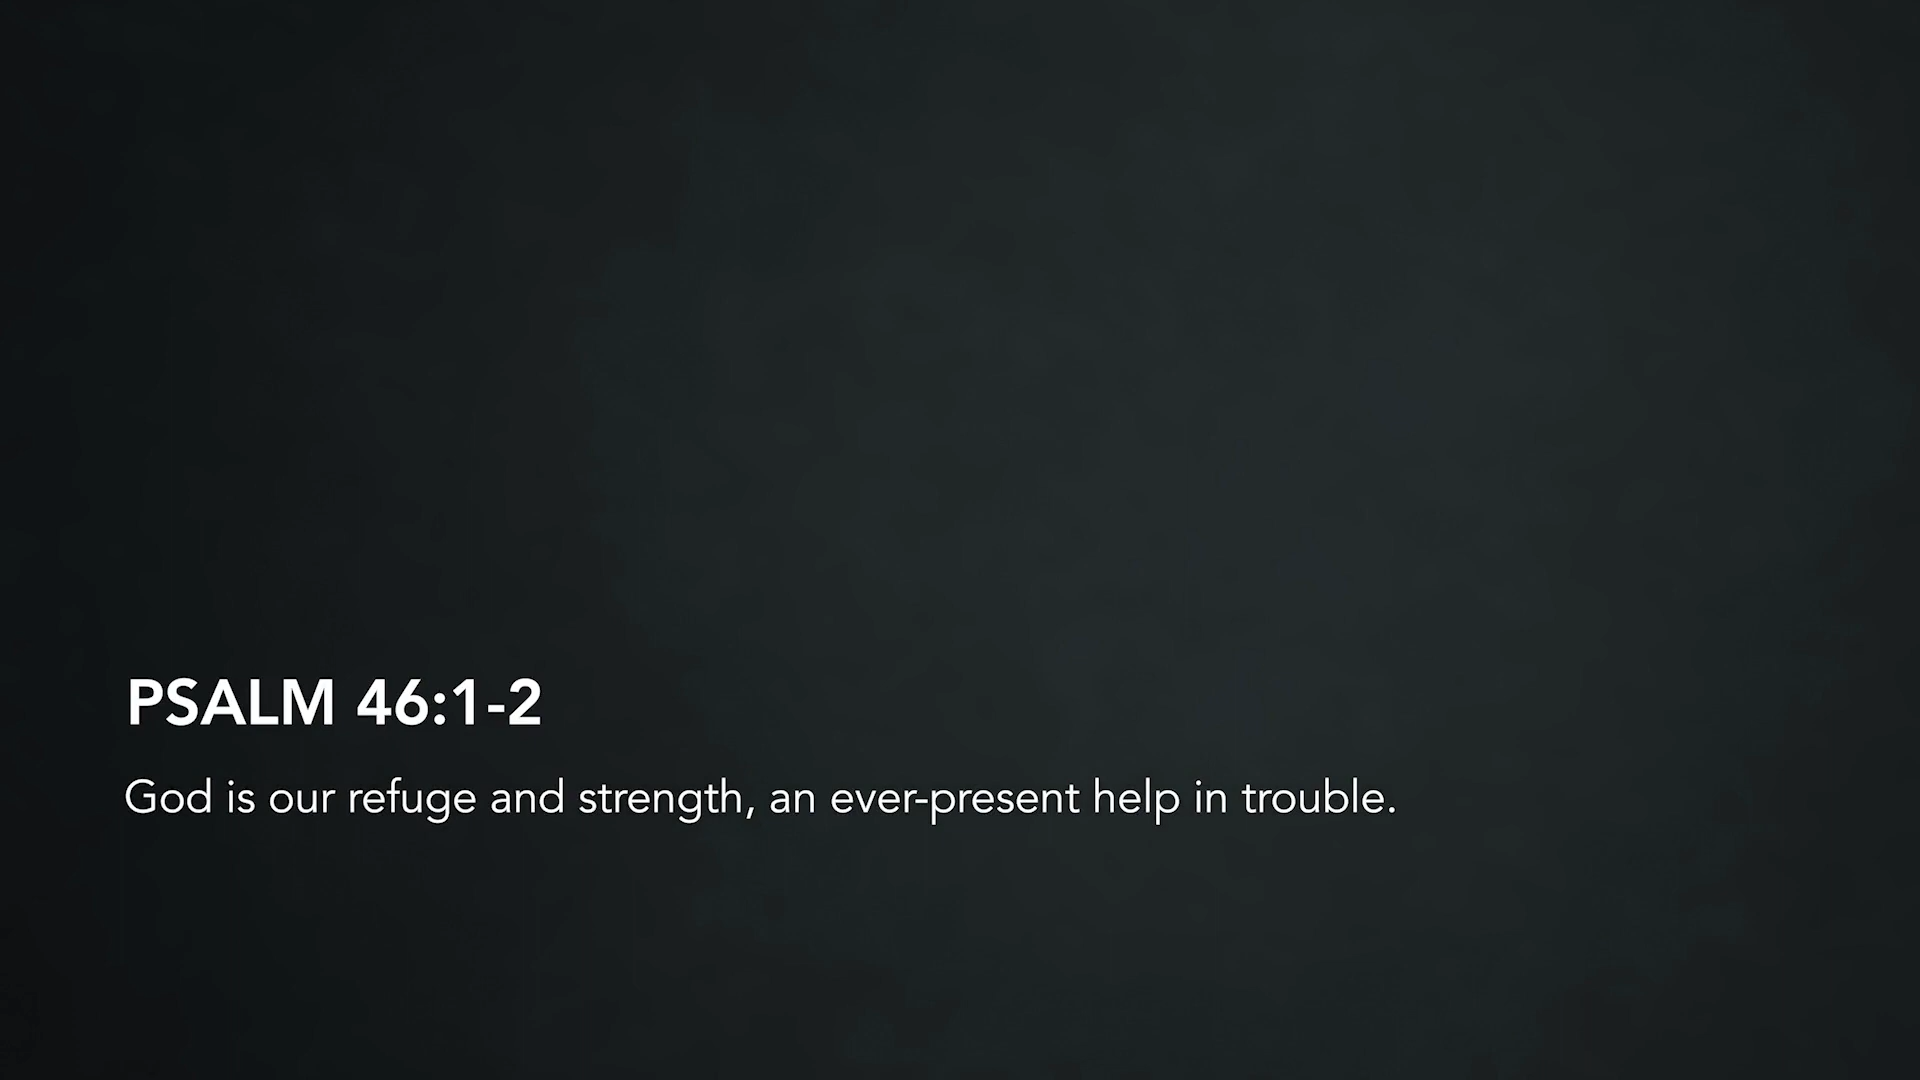 PSALM 46:1-2
God is our refuge and strength, an ever-present help in trouble.